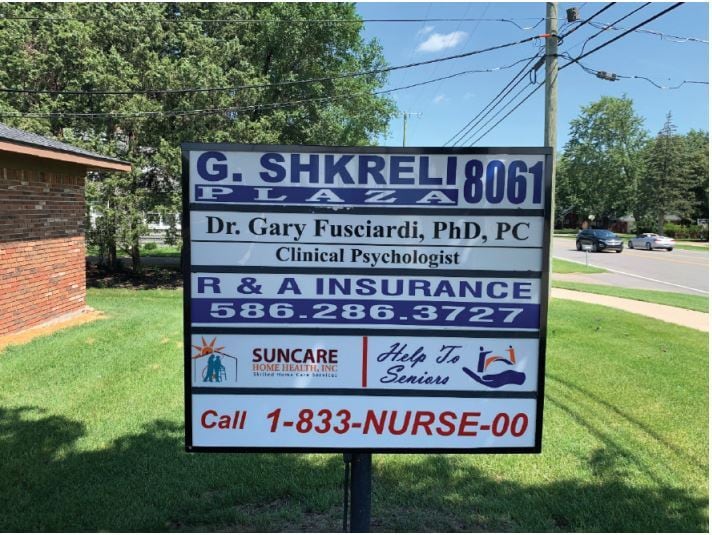 G. SHKRELI 8061
PLAZA
Dr. Gary Fusciardi, PhD, PC
Clinical Psychologist
R & A INSURANCE
586.286.3727
SUNCARE
HOME HEALTH, INC
Skilled Home Care Services
Help To
Seniors
Call 1-833-NURSE-00